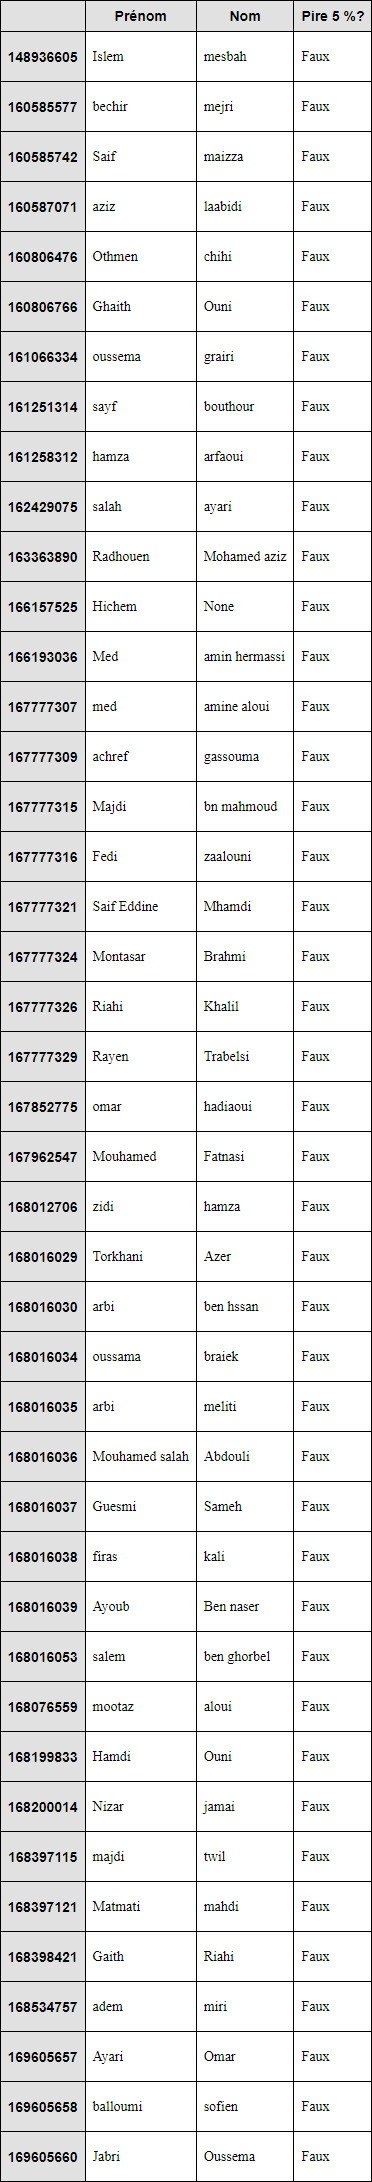 Prénom Nom Pire 5 %?
148936605 Islem mesbah Faux
160585577 bechir mejri Faux
160585742 Saif maizza Faux
160587071 aziz laabidi Faux
160806476 Othmen chihi Faux
160806766 Ghaith Ouni Faux
161066334 oussema grairi Faux
161251314 sayf bouthour Faux
161258312 hamza arfaoui Faux
162429075 salah ayari Faux
163363890 Radhouen Mohamed aziz Faux
166157525 Hichem None Faux
166193036 Med amin hermassi Faux
167777307 med amine aloui Faux
167777309 achref gassouma Faux
167777315 Majdi bn mahmoud Faux
167777316 Fedi zaalouni Faux
167777321 Saif Eddine Mhamdi Faux
167777324 Montasar Brahmi Faux
167777326 Riahi Khalil Faux
167777329 Rayen Trabelsi Faux
167852775 omar hadiaoui Faux
167962547 Mouhamed Fatnasi Faux
168012706 zidi hamza Faux
168016029 Torkhani Azer Faux
168016030 arbi ben hssan Faux
168016034 oussama braiek Faux
168016035 arbi meliti Faux
168016036 Mouhamed salah Abdouli Faux
168016037 Guesmi Sameh Faux
168016038 firas kali Faux
168016039 Ayoub Ben naser Faux
168016053 salem ben ghorbel Faux
168076559 mootaz aloui Faux
168199833 Hamdi Ouni Faux
168200014 Nizar jamai Faux
168397115 majdi twil Faux
168397121 Matmati mahdi Faux
168398421 Gaith Riahi Faux
168534757 adem miri Faux
169605657 Ayari Omar Faux
169605658 balloumi sofien Faux
169605660 Jabri Oussema Faux